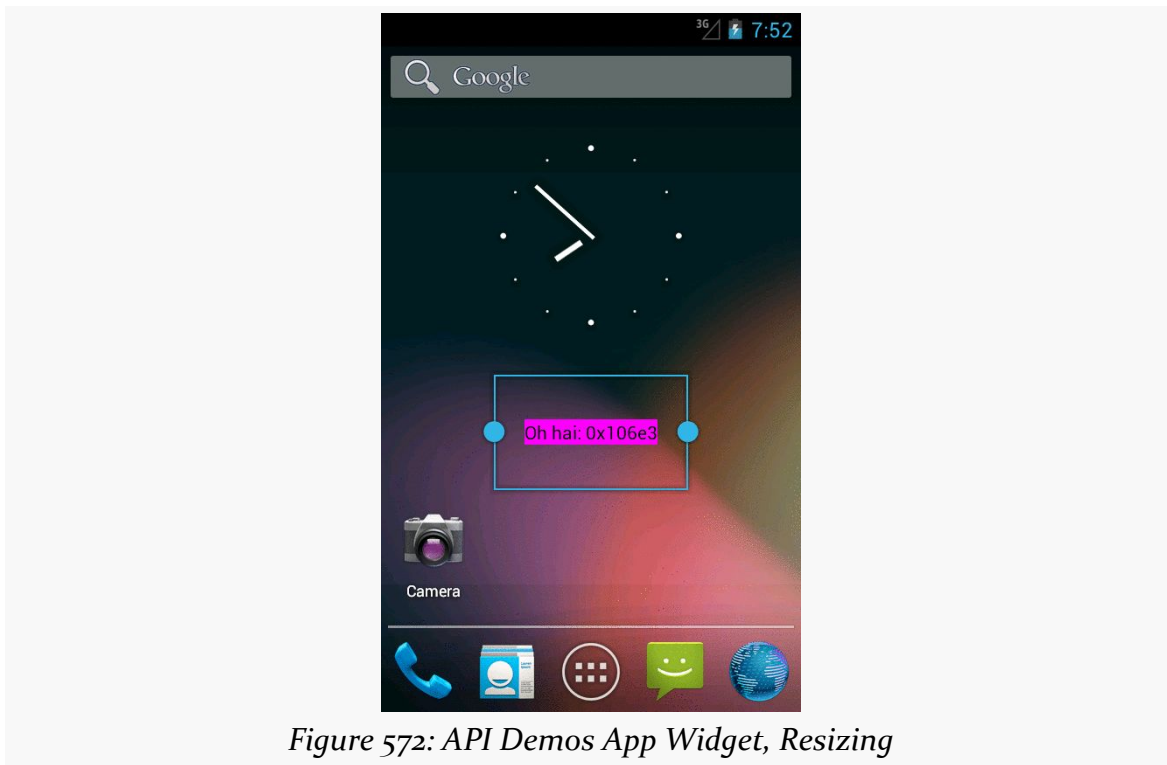 3G 7:52
Google
Oh hai: 0x106e3
Camera
Figure 572: API Demos App Widget, Resizing